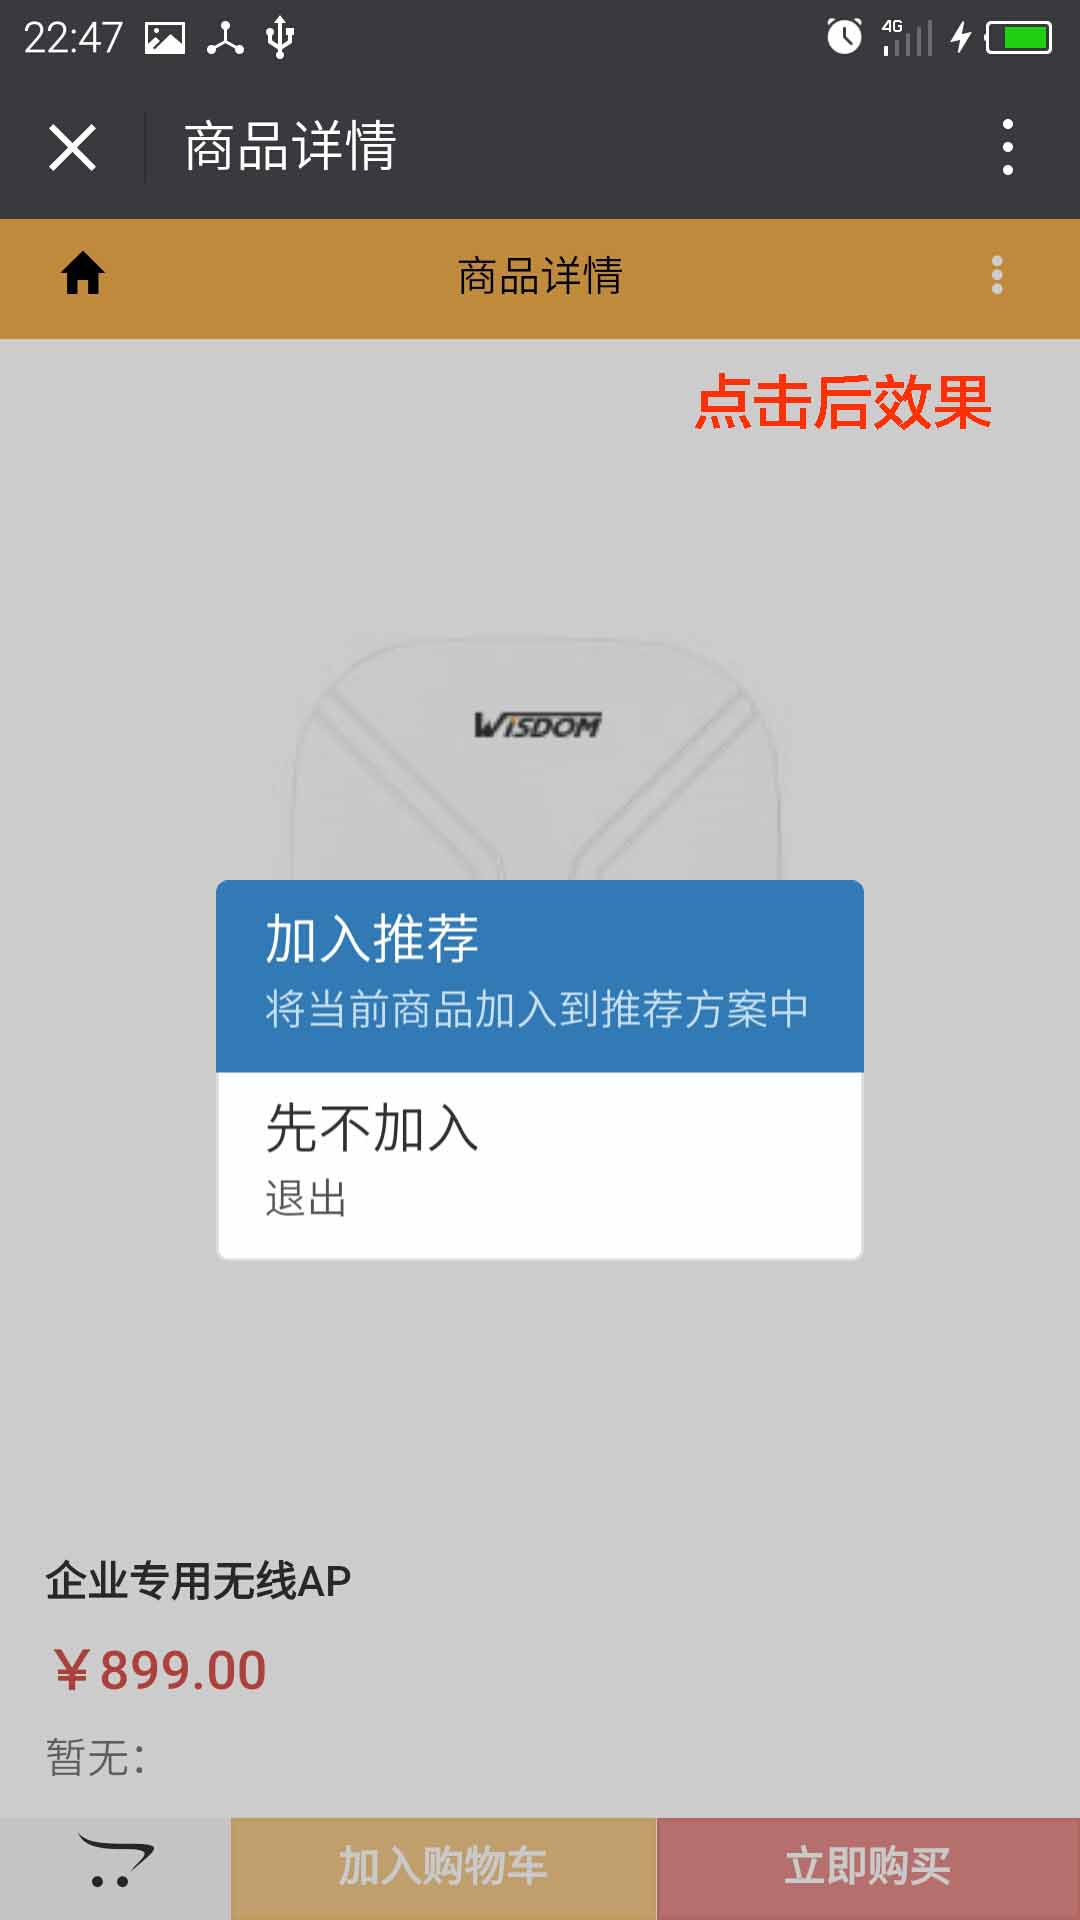 22:47
4G
商品详情
商品详情
点击后效果
WISDOM
加入推荐
将当前商品加入到推荐方案中
先不加入
退出
企业专用无线AP
￥899.00
暂无：
加入购物车
立即购买